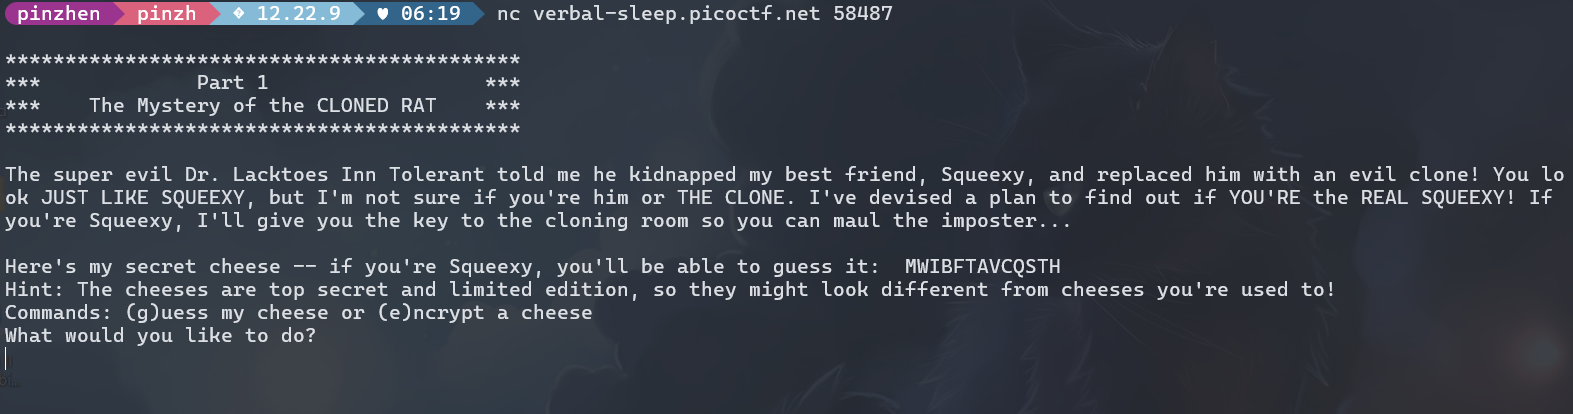 pinzhen pinzh 12.22.9 ♥ 06:19 nc verbal-sleep.picoctf.net 58487
*******************************************
*** Part 1 ***
*** The Mystery of the CLONED RAT ***
*******************************************
The super evil Dr. Lacktoes Inn Tolerant told me he kidnapped my best friend, Squeexy, and replaced him with an evil clone! You lo
ok JUST LIKE SQUEEXY, but I'm not sure if you're him or THE CLONE. I've devised a plan to find out if YOU'RE the REAL SQUEEXY! If
you're Squeexy, I'll give you the key to the cloning room so you can maul the imposter...
Here's my secret cheese -- if you're Squeexy, you'll be able to guess it:  MWIBFTAVCQSTH
Hint: The cheeses are top secret and limited edition, so they might look different from cheeses you're used to!
Commands: (g)uess my cheese or (e)ncrypt a cheese
What would you like to do?